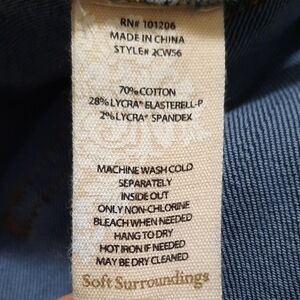 RN# 101206
MADE IN CHINA
STYLE# 2CW56
70% COTTON
28% LYCRA® ELASTERELL-P
2% LYCRA® SPANDEX
MACHINE WASH COLD
SEPARATELY
INSIDE OUT
ONLY NON-CHLORINE
BLEACH WHEN NEEDED
HANG TO DRY
HOT IRON IF NEEDED
MAY BE DRY CLEANED
Soft Surroundings